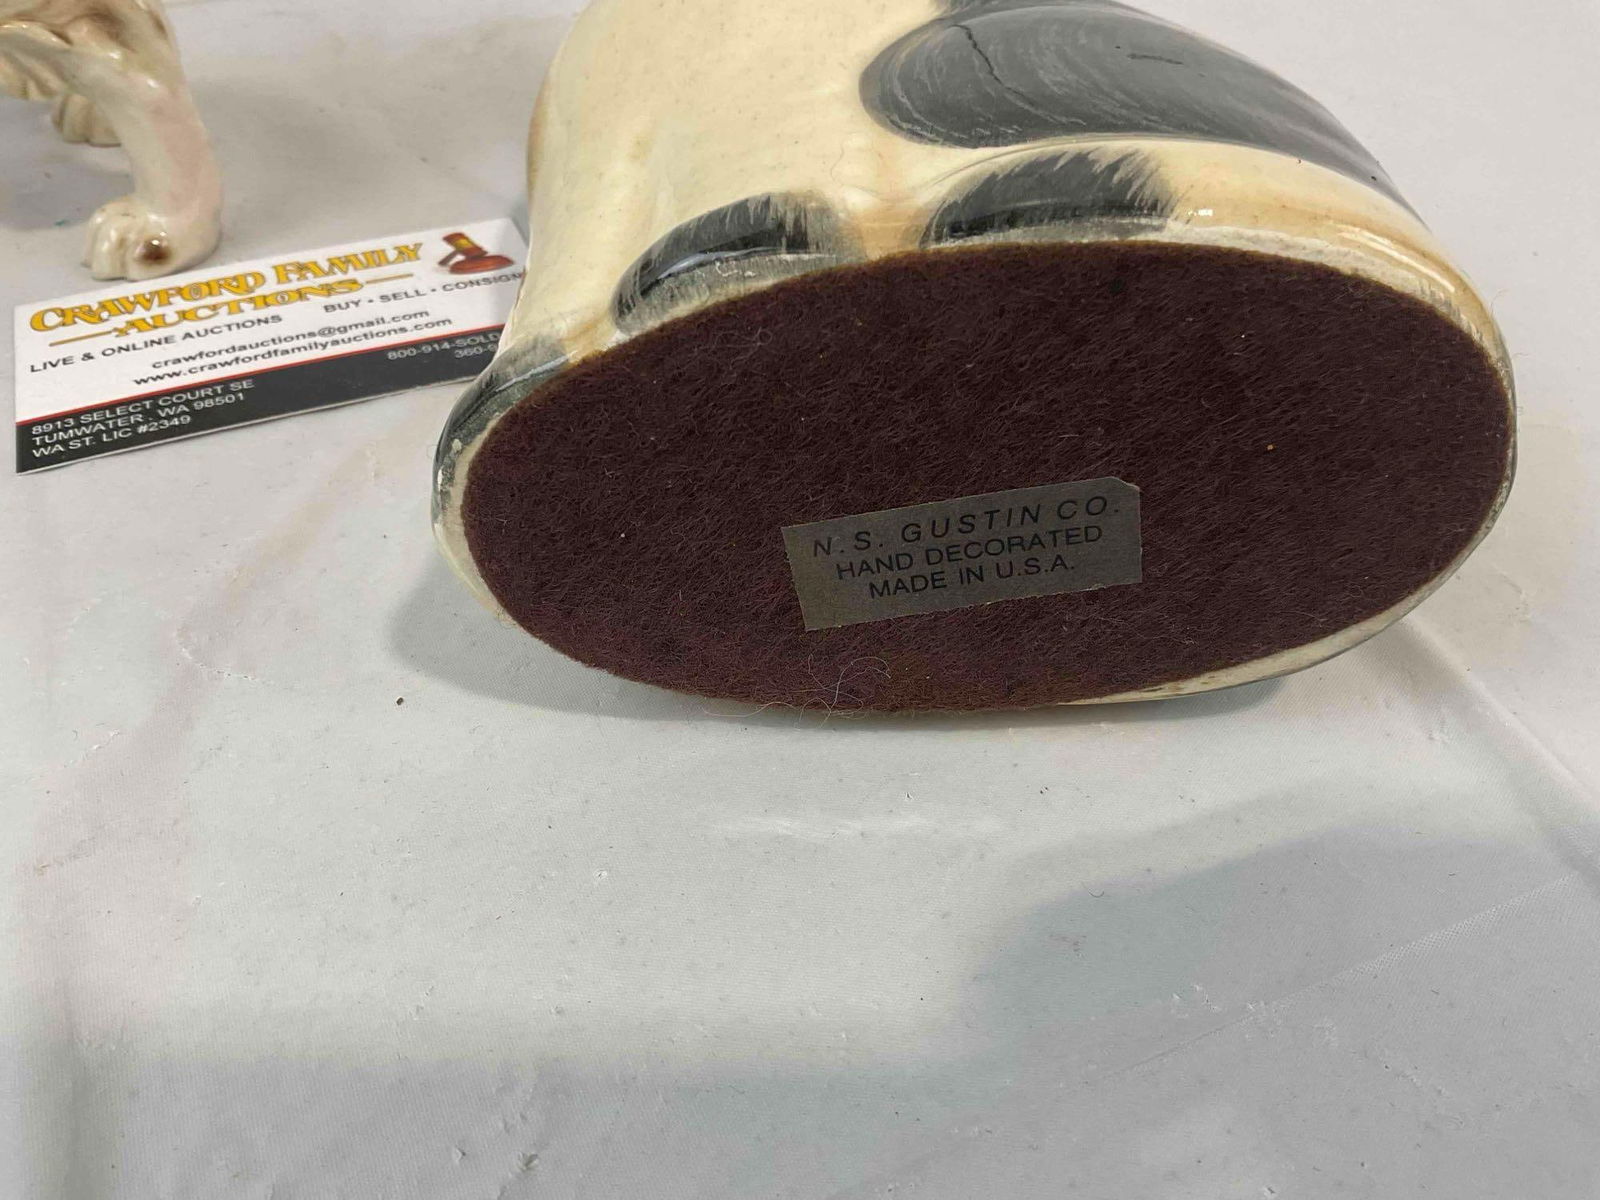 CRAWFORD FAMILY
AUCTIONS
BUY • SELL • CONSIGN
LIVE & ONLINE AUCTIONS
crawfordauctions@gmail.com
www.crawfordfamilyauctions.com
800-914-SOLD
360-
8913 SELECT COURT SE
TUMWATER . WA 98501
WA ST. LIC #2349
N. S. GUSTIN CO.
HAND DECORATED
MADE IN U.S.A.